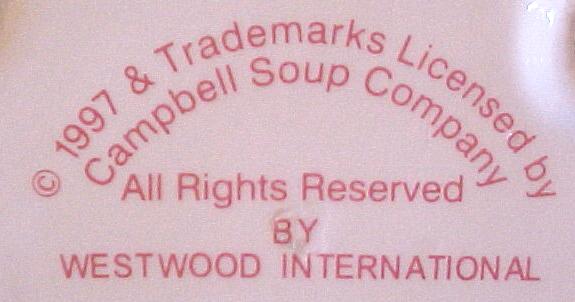 © 1997 & Trademarks Licensed by
Campbell Soup Company
All Rights Reserved
BY
WESTWOOD INTERNATIONAL